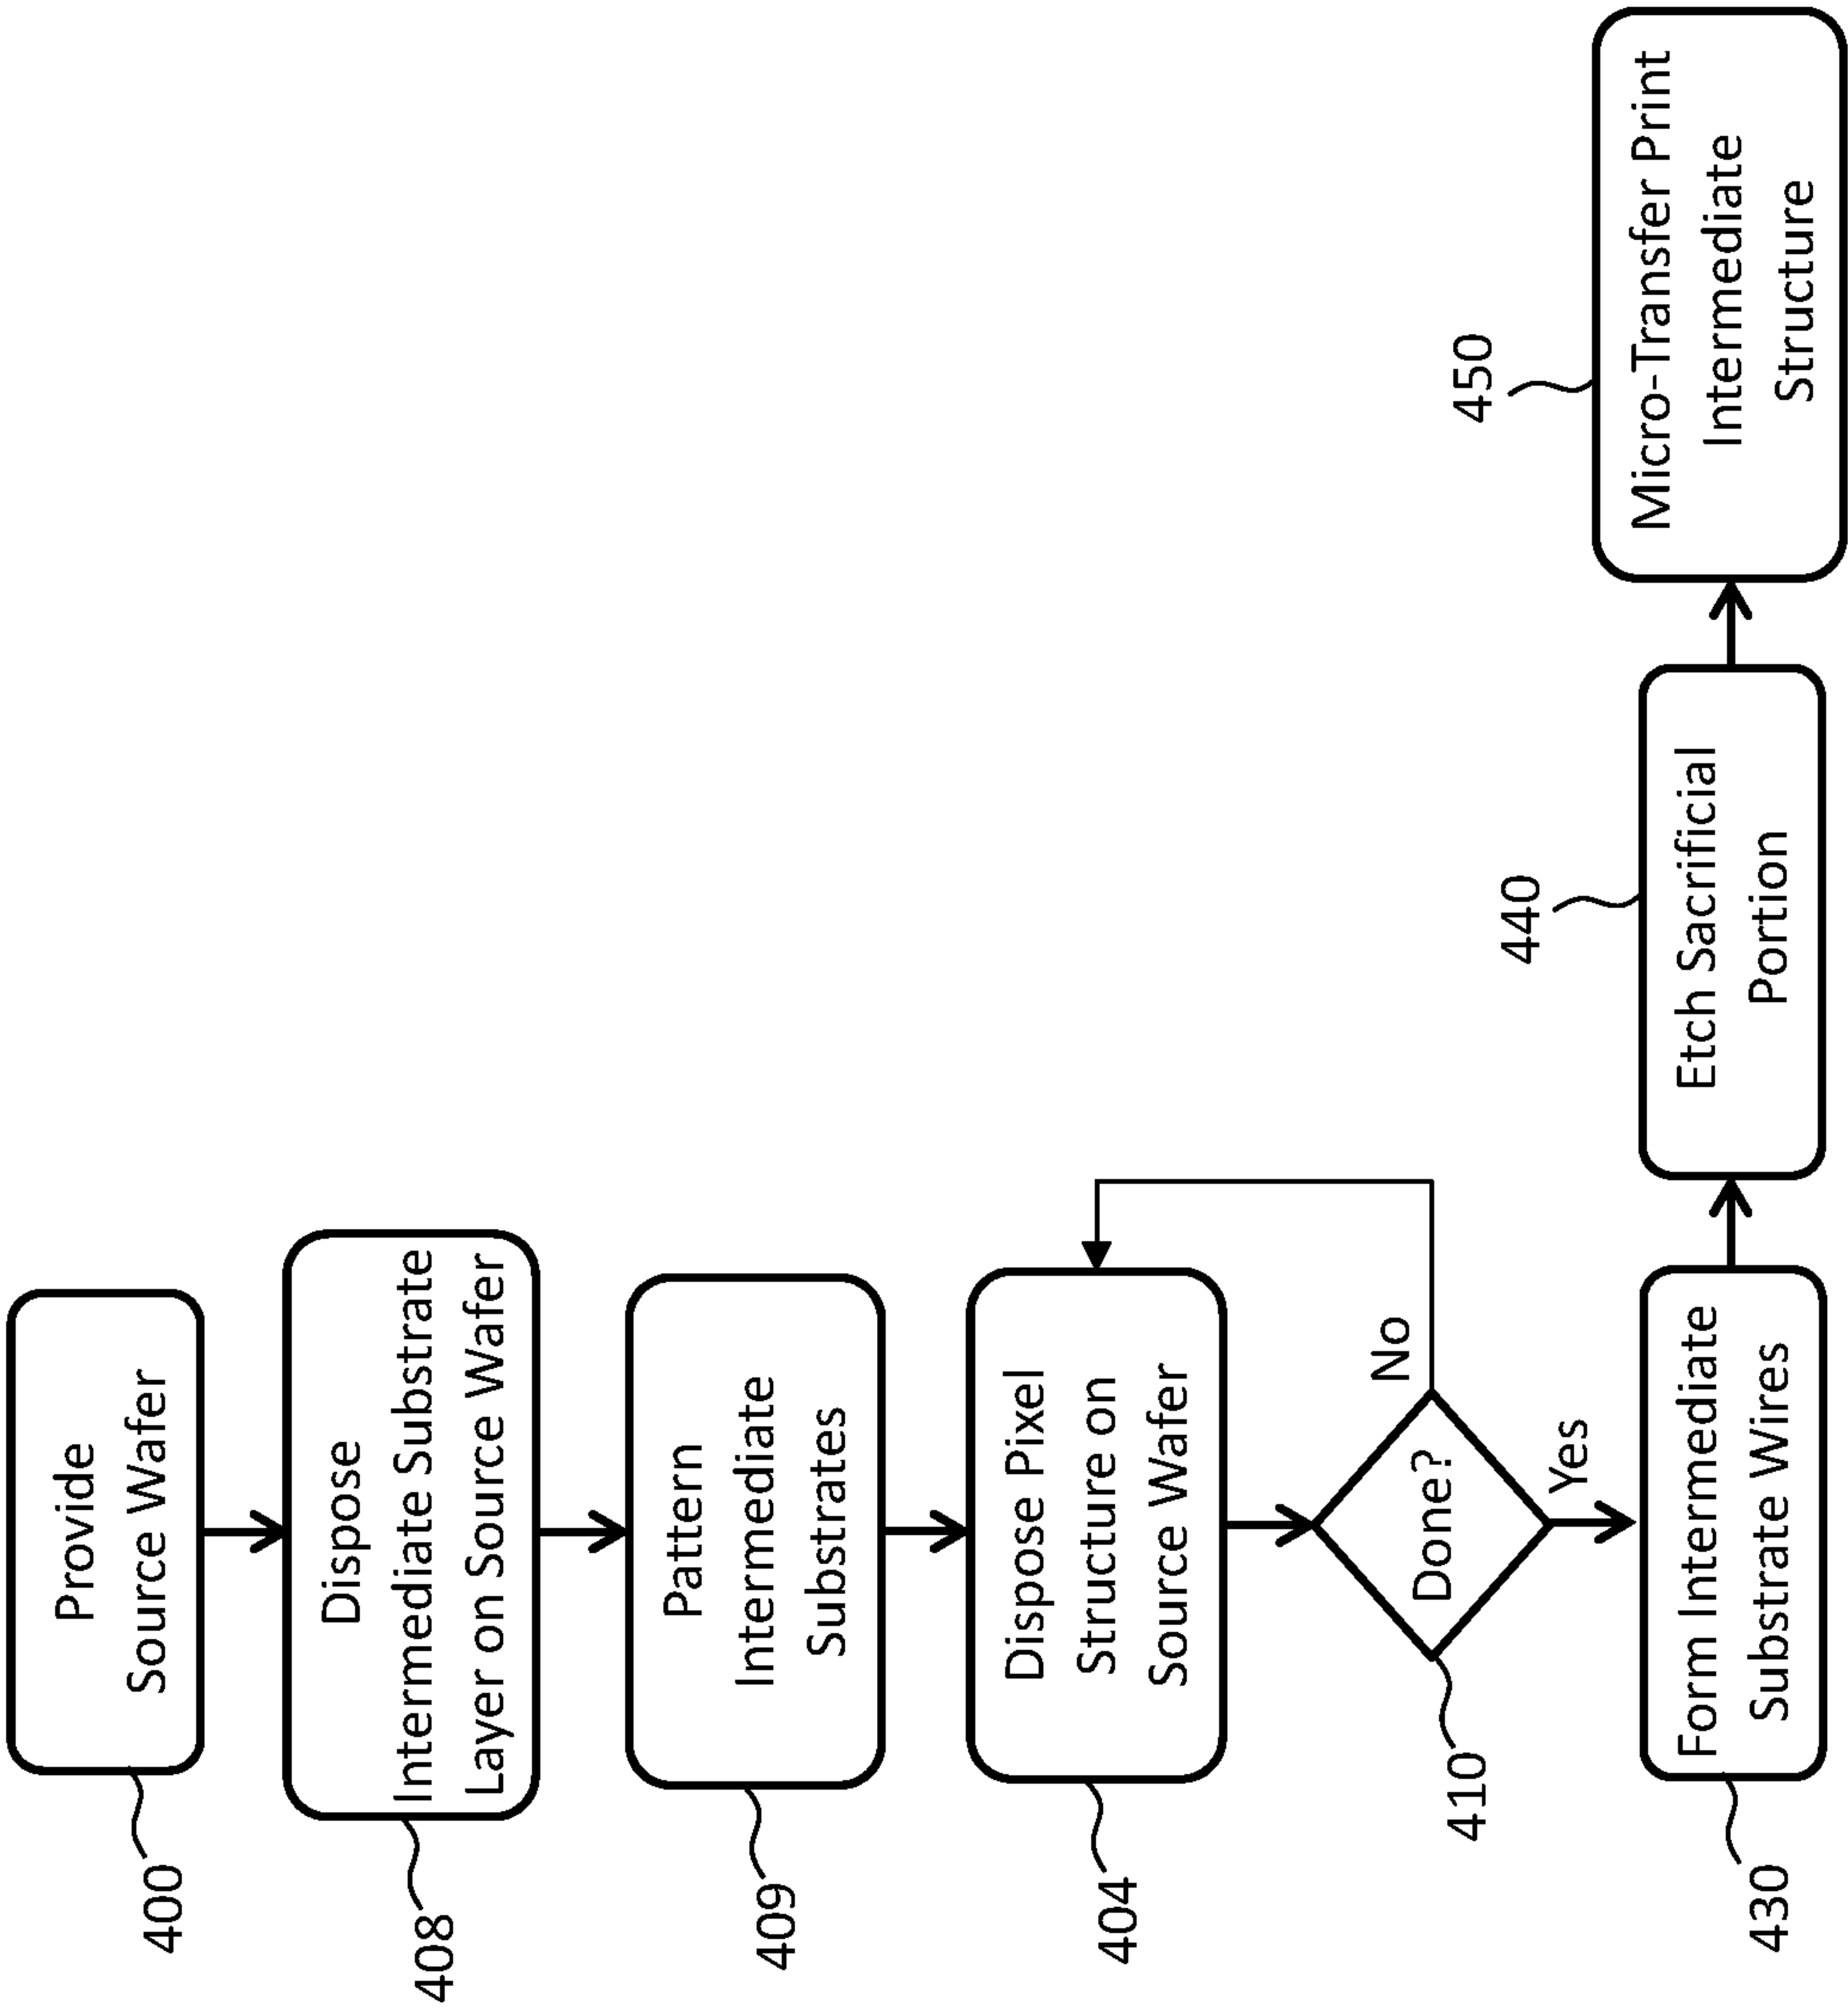 400
Provide
Source Wafer
408
Dispose
Intermediate Substrate
Layer on Source Wafer
409
Pattern
Intermediate
Substrates
404
Dispose Pixel
Structure on
Source Wafer
410
Done?
No
Yes
430
Form Intermediate
Substrate Wires
440
Etch Sacrificial
Portion
450
Micro-Transfer Print
Intermediate
Structure